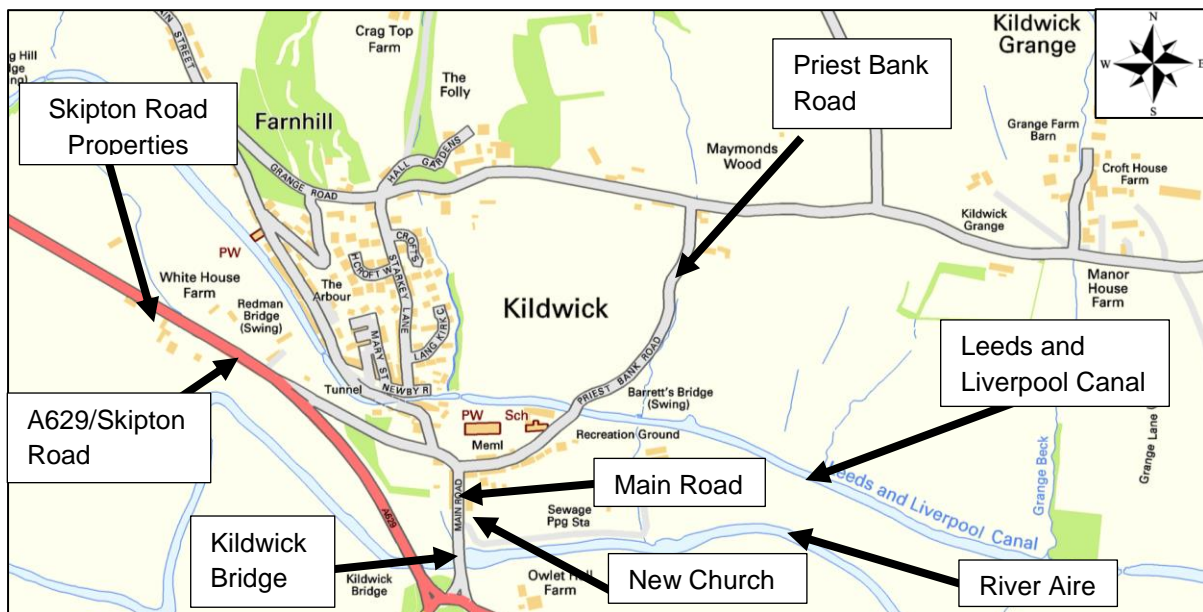 MAIN
STREET
Crag Top
Farm
The
Folly
Kildwick
Grange
N
W
E
S
Priest Bank
Road
Skipton Road
Properties
Farnhill
HALL GARDENS
GRANGE ROAD
Maymonds
Wood
Grange Farm
Barn
Croft House
Farm
Kildwick
Grange
Manor
House
Farm
PW
CROFTS
H CROFT W
STARKEY LANE
White House
Farm
Redman
Bridge
(Swing)
The
Arbour
Kildwick
MARY ST
LANG KIRK C
NEWBY R
Tunnel
PRIEST BANK ROAD
Barrett's Bridge
(Swing)
Leeds and
Liverpool Canal
A629/Skipton
Road
PW
Sch
Meml
Recreation Ground
Grange Lane
Grange Beck
Leeds and Liverpool Canal
MAIN ROAD
Main Road
A629
Sewage
Ppg Sta
Kildwick
Bridge
New Church
River Aire
Kildwick
Bridge
Owlet Hall
Farm